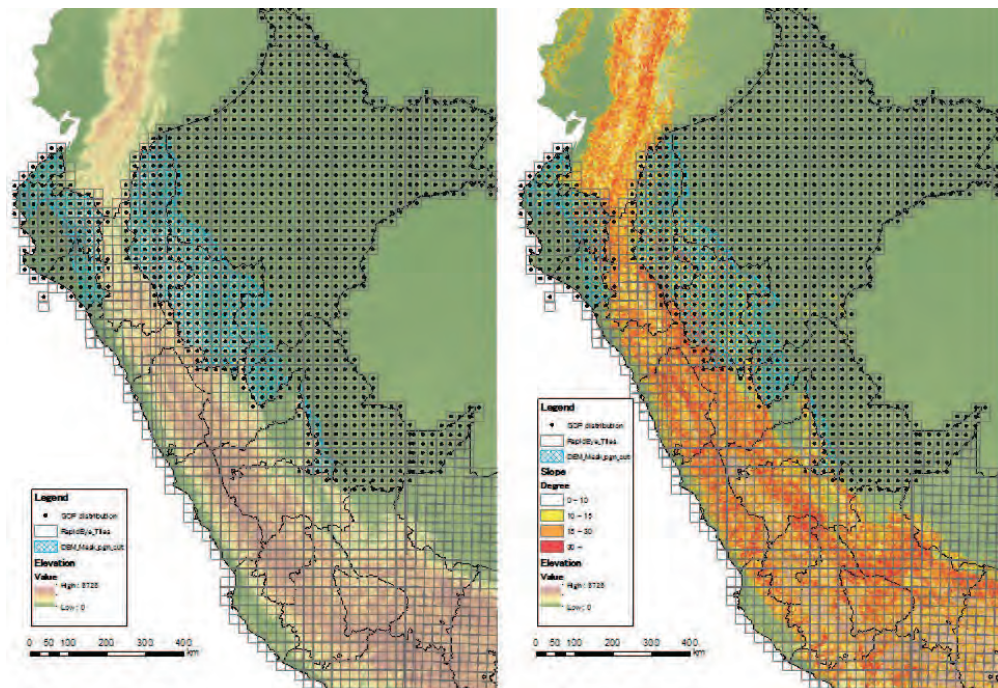 Legend
GCP distribution
RapidEye_Tiles
DEM_Mask_pgn_cut
Elevation
Value
High : 8728
Low : 0
0 50 100 200 300 400
km
Legend
GCP distribution
RapidEye_Tiles
DEM_Mask_pgn_cut
Slope
Degree
0 - 10
10 - 15
15 - 30
30 -
Elevation
Value
High : 8728
Low : 0
0 50 100 200 300 400
km